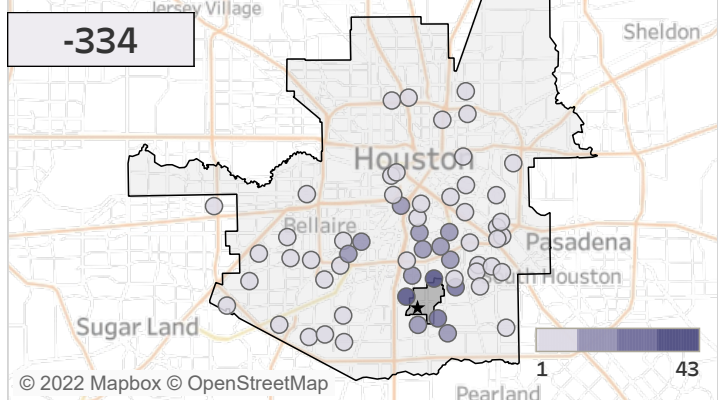 Jersey Village
-334
Sheldon
Houston
Bellaire
Pasadena
South Houston
Sugar Land
1 43
© 2022 Mapbox © OpenStreetMap
Pearland